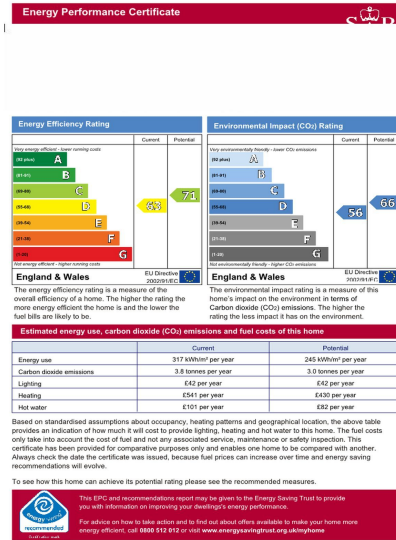 Energy Performance Certificate
Energy Efficiency Rating
Current Potential
Very energy efficient - lower running costs
(92 plus) A
(81-91) B
(69-80) C
(55-68) D
(39-54) E
(21-38) F
(1-20) G
63
71
Not energy efficient - higher running costs
England & Wales
EU Directive
2002/91/EC
The energy efficiency rating is a measure of the
overall efficiency of a home. The higher the rating the
more energy efficient the home is and the lower the
fuel bills are likely to be.
Environmental Impact (CO₂) Rating
Current Potential
Very environmentally friendly - lower CO₂ emissions
(92 plus) A
(81-91) B
(69-80) C
(55-68) D
(39-54) E
(21-38) F
(1-20) G
56
66
Not environmentally friendly - higher CO₂ emissions
England & Wales
EU Directive
2002/91/EC
The environmental impact rating is a measure of this
home's impact on the environment in terms of
Carbon dioxide (CO₂) emissions. The higher the
rating the less impact it has on the environment.
Estimated energy use, carbon dioxide (CO₂) emissions and fuel costs of this home
Current Potential
Energy use 317 kWh/m² per year 245 kWh/m² per year
Carbon dioxide emissions 3.8 tonnes per year 3.0 tonnes per year
Lighting £42 per year £42 per year
Heating £541 per year £430 per year
Hot water £101 per year £82 per year
Based on standardised assumptions about occupancy, heating patterns and geographical location, the above table
provides an indication of how much it will cost to provide lighting, heating and hot water to this home. The fuel costs
only take into account the cost of fuel and not any associated service, maintenance or safety inspection. This
certificate has been provided for comparative purposes only and enables one home to be compared with another.
Always check the date the certificate was issued, because fuel prices can increase over time and energy saving
recommendations will evolve.
To see how this home can achieve its potential rating please see the recommended measures.
energy saving
recommended
This EPC and recommendations report may be given to the Energy Saving Trust to provide
you with information on improving your dwellings's energy performance.
For advice on how to take action and to find out about offers available to make your home more
energy efficient, call 0800 512 012 or visit www.energysavingtrust.org.uk/myhome